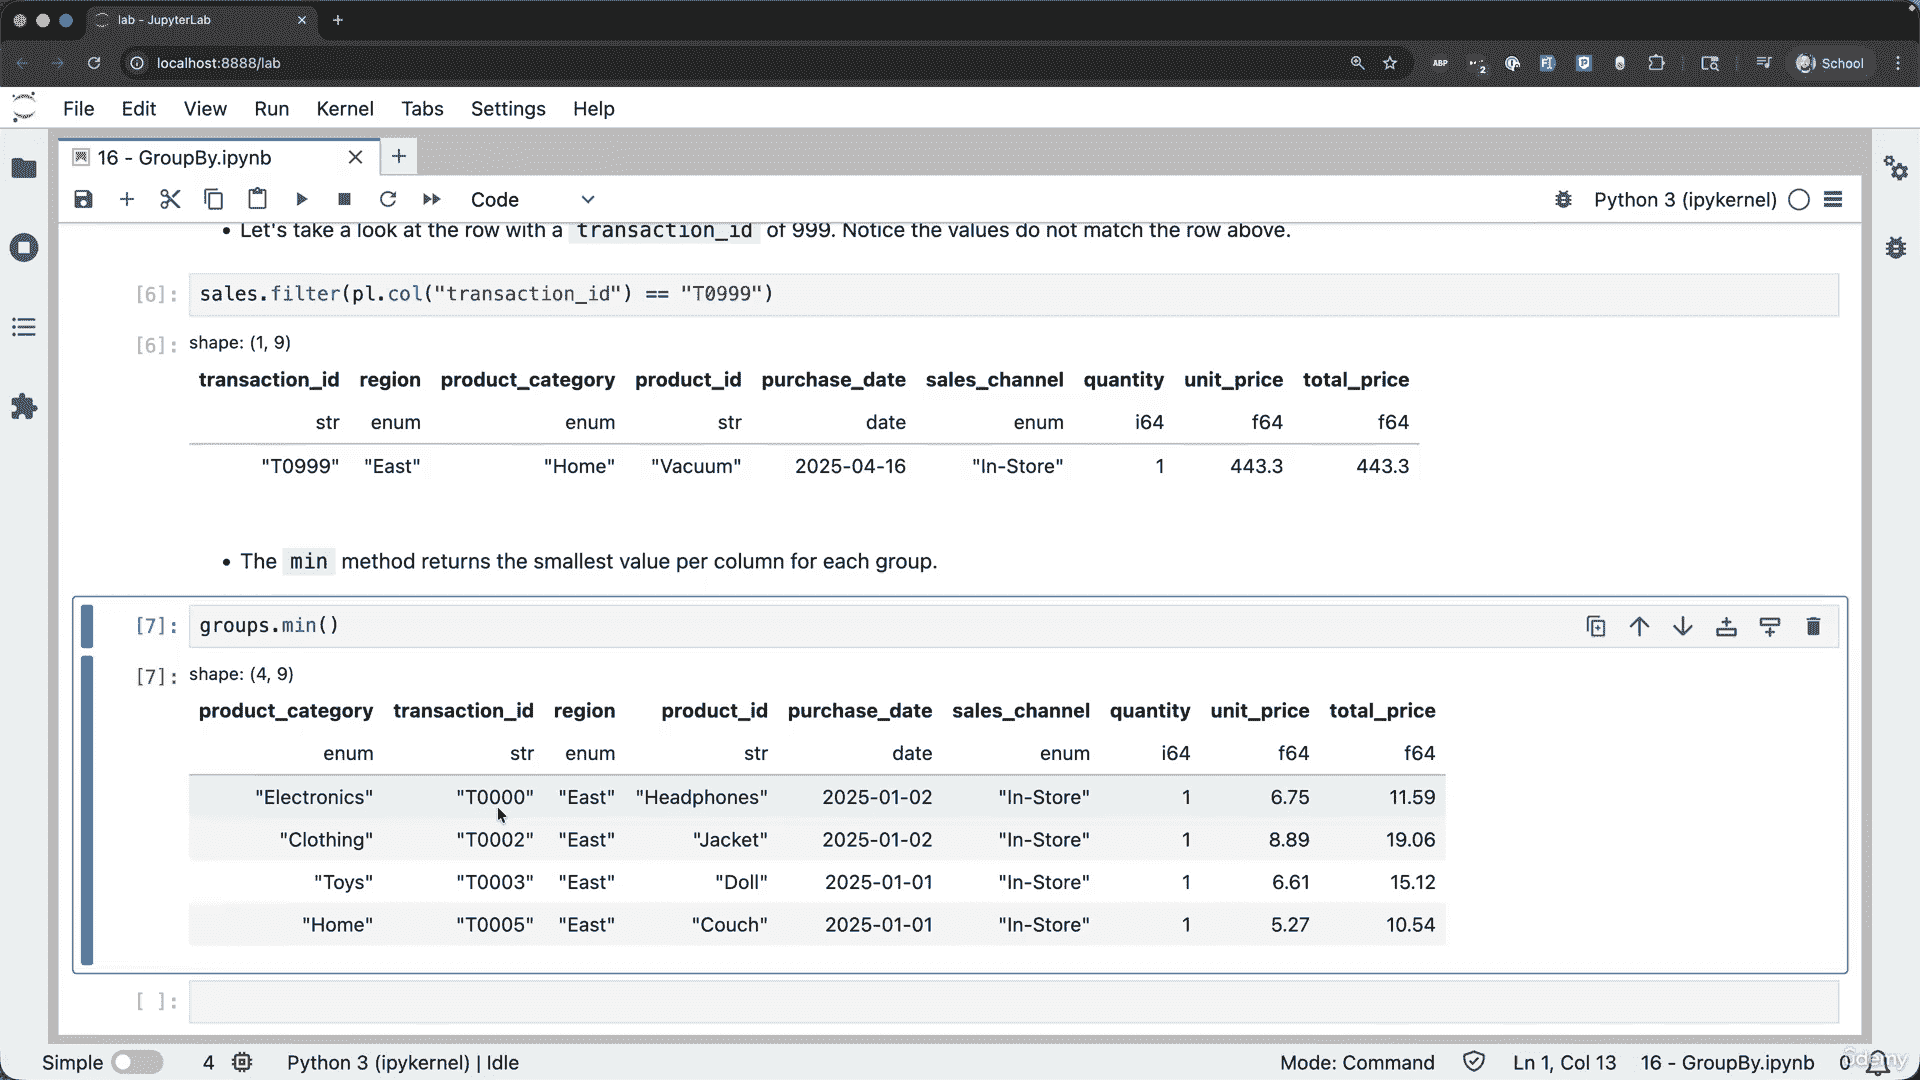 lab - JupyterLab
localhost:8888/lab
ABP
2
School
File Edit View Run Kernel Tabs Settings Help
16 - GroupBy.ipynb
Code
Python 3 (ipykernel)
• Let's take a look at the row with a transaction_id of 999. Notice the values do not match the row above.
[6]: sales.filter(pl.col("transaction_id") == "T0999")
[6]: shape: (1, 9)
transaction_id region product_category product_id purchase_date sales_channel quantity unit_price total_price
str enum enum str date enum i64 f64 f64
"T0999" "East" "Home" "Vacuum" 2025-04-16 "In-Store" 1 443.3 443.3
• The min method returns the smallest value per column for each group.
[7]: groups.min()
[7]: shape: (4, 9)
product_category transaction_id region product_id purchase_date sales_channel quantity unit_price total_price
enum str enum str date enum i64 f64 f64
"Electronics" "T0000" "East" "Headphones" 2025-01-02 "In-Store" 1 6.75 11.59
"Clothing" "T0002" "East" "Jacket" 2025-01-02 "In-Store" 1 8.89 19.06
"Toys" "T0003" "East" "Doll" 2025-01-01 "In-Store" 1 6.61 15.12
"Home" "T0005" "East" "Couch" 2025-01-01 "In-Store" 1 5.27 10.54
[ ]:
Simple 4 Python 3 (ipykernel) | Idle Mode: Command Ln 1, Col 13 16 - GroupBy.ipynb 0